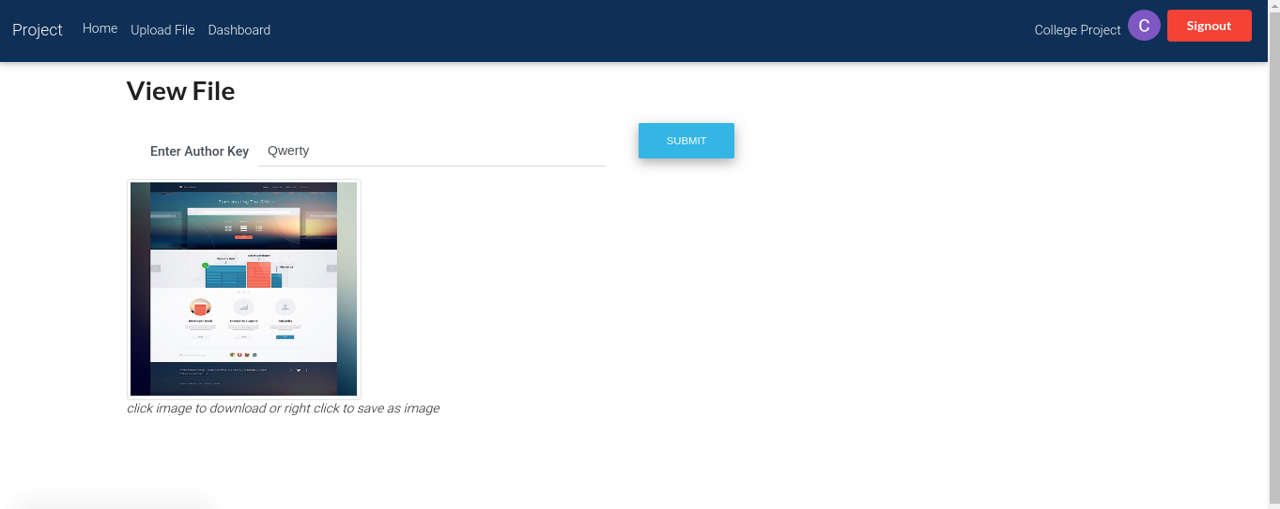 Project Home Upload File Dashboard College Project C Signout
View File
Enter Author Key Qwerty SUBMIT
click image to download or right click to save as image